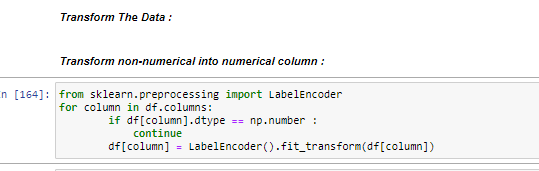 Transform The Data :
Transform non-numerical into numerical column :
n [164]: from sklearn.preprocessing import LabelEncoder
for column in df.columns:
if df[column].dtype == np.number :
continue
df[column] = LabelEncoder().fit_transform(df[column])